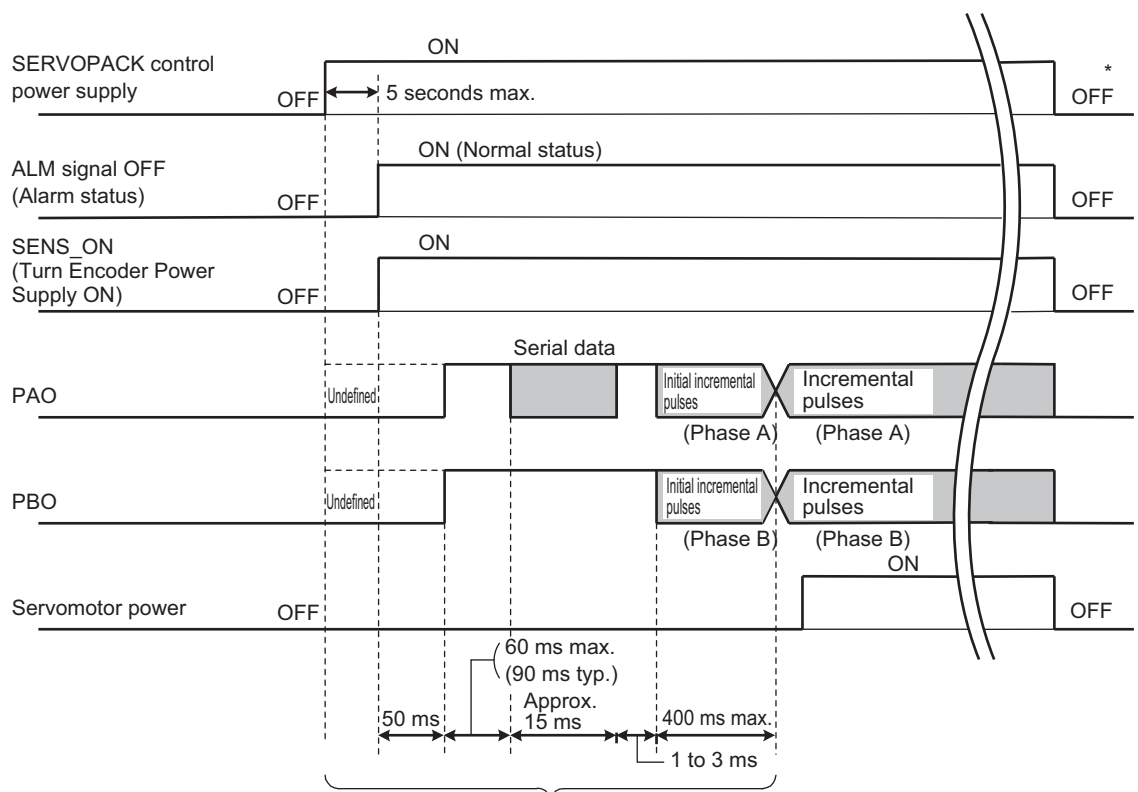 ON
SERVOPACK control
power supply
OFF
5 seconds max.
*
OFF
ON (Normal status)
ALM signal OFF
(Alarm status)
OFF
OFF
SENS_ON
(Turn Encoder Power
Supply ON)
ON
OFF
OFF
Serial data
PAO
Undefined
Initial incremental
pulses
Incremental
pulses
(Phase A)
(Phase A)
PBO
Undefined
Initial incremental
pulses
Incremental
pulses
(Phase B)
(Phase B)
ON
Servomotor power
OFF
OFF
60 ms max.
(90 ms typ.)
Approx.
50 ms
15 ms
400 ms max.
1 to 3 ms